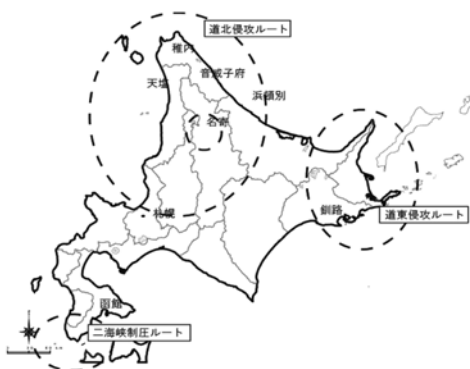 道北侵攻ルート
稚内
音威子府
天塩
浜頓別
名寄
札幌
釧路
道東侵攻ルート
函館
二海峡制圧ルート